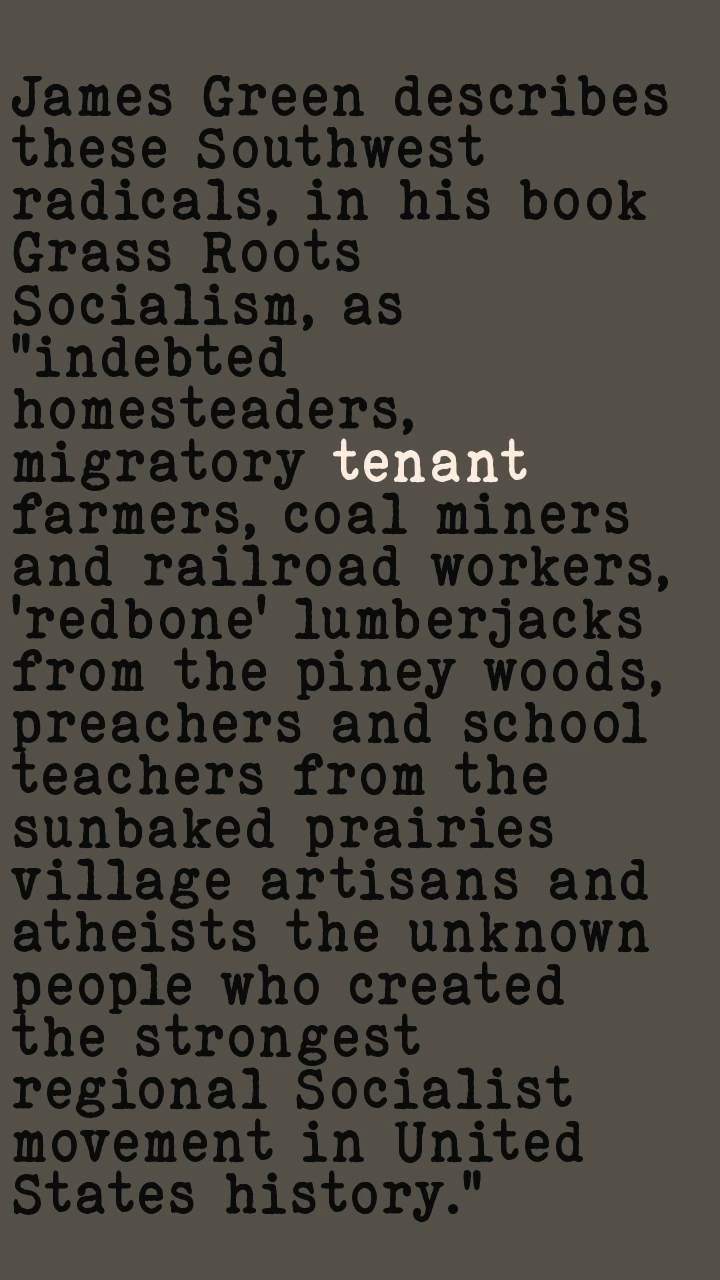 James Green describes
these Southwest
radicals, in his book
Grass Roots
Socialism, as
"indebted
homesteaders,
migratory tenant
farmers, coal miners
and railroad workers,
'redbone' lumberjacks
from the piney woods,
preachers and school
teachers from the
sunbaked prairies
village artisans and
atheists the unknown
people who created
the strongest
regional Socialist
movement in United
States history."